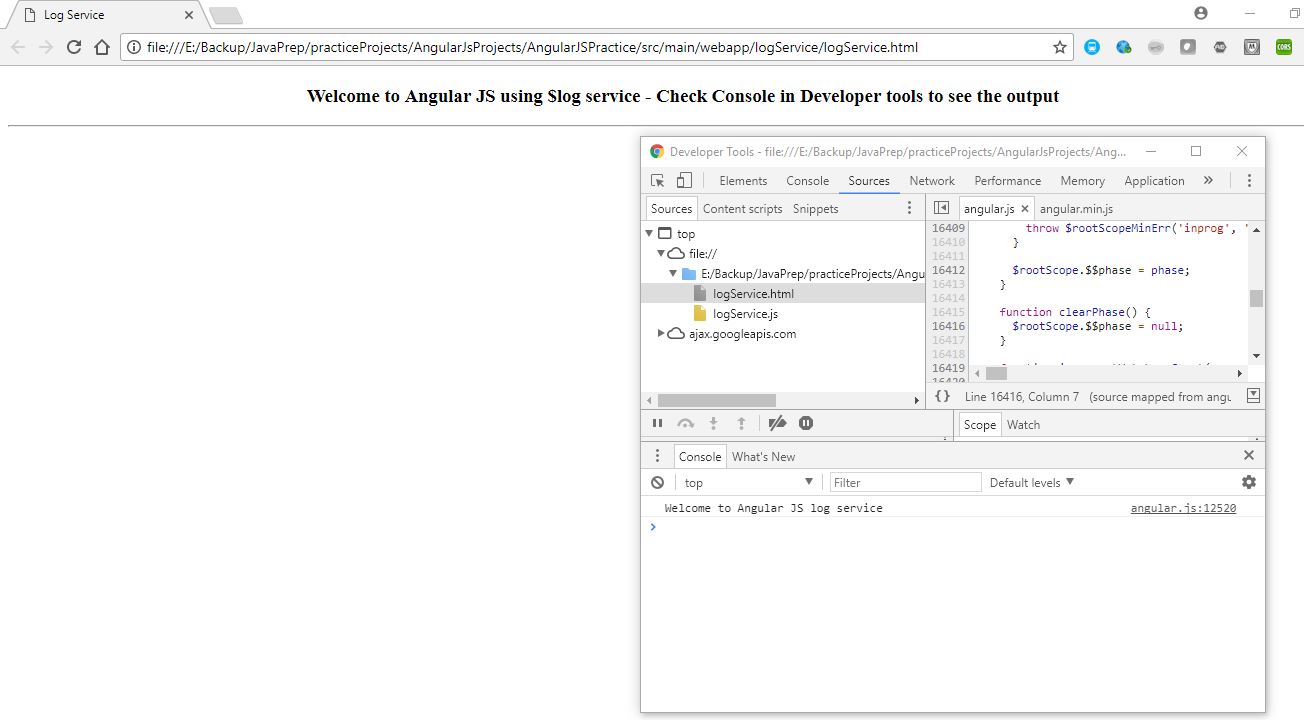 Log Service
file:///E:/Backup/JavaPrep/practiceProjects/AngularJsProjects/AngularJSPractice/src/main/webapp/logService/logService.html
CORS
Welcome to Angular JS using $log service - Check Console in Developer tools to see the output
Developer Tools - file:///E:/Backup/JavaPrep/practiceProjects/AngularJsProjects/Ang...
Elements Console Sources Network Performance Memory Application »
Sources Content scripts Snippets
angular.js × angular.min.js
top
file://
E:/Backup/JavaPrep/practiceProjects/Angu
logService.html
logService.js
ajax.googleapis.com
16409 throw $rootScopeMinErr('inprog', '
16410 }
16411
16412 $rootScope.$$phase = phase;
16413 }
16414
16415 function clearPhase() {
16416 $rootScope.$$phase = null;
16417 }
16418
16419
{} Line 16416, Column 7 (source mapped from angu
Scope Watch
Console What's New
top Filter Default levels
Welcome to Angular JS log service angular.js:12520
>